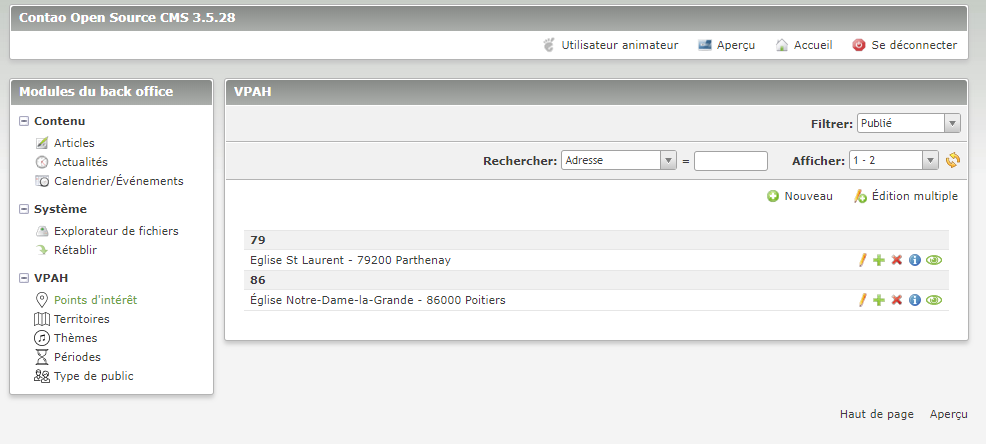 Contao Open Source CMS 3.5.28
Utilisateur animateur Aperçu Accueil Se déconnecter
Modules du back office
Contenu
Articles
Actualités
Calendrier/Événements
Système
Explorateur de fichiers
Rétablir
VPAH
Points d'intérêt
Territoires
Thèmes
Périodes
Type de public
VPAH
Filtrer: Publié
Rechercher: Adresse = Afficher: 1 - 2
Nouveau Édition multiple
79
Eglise St Laurent - 79200 Parthenay
86
Église Notre-Dame-la-Grande - 86000 Poitiers
Haut de page Aperçu